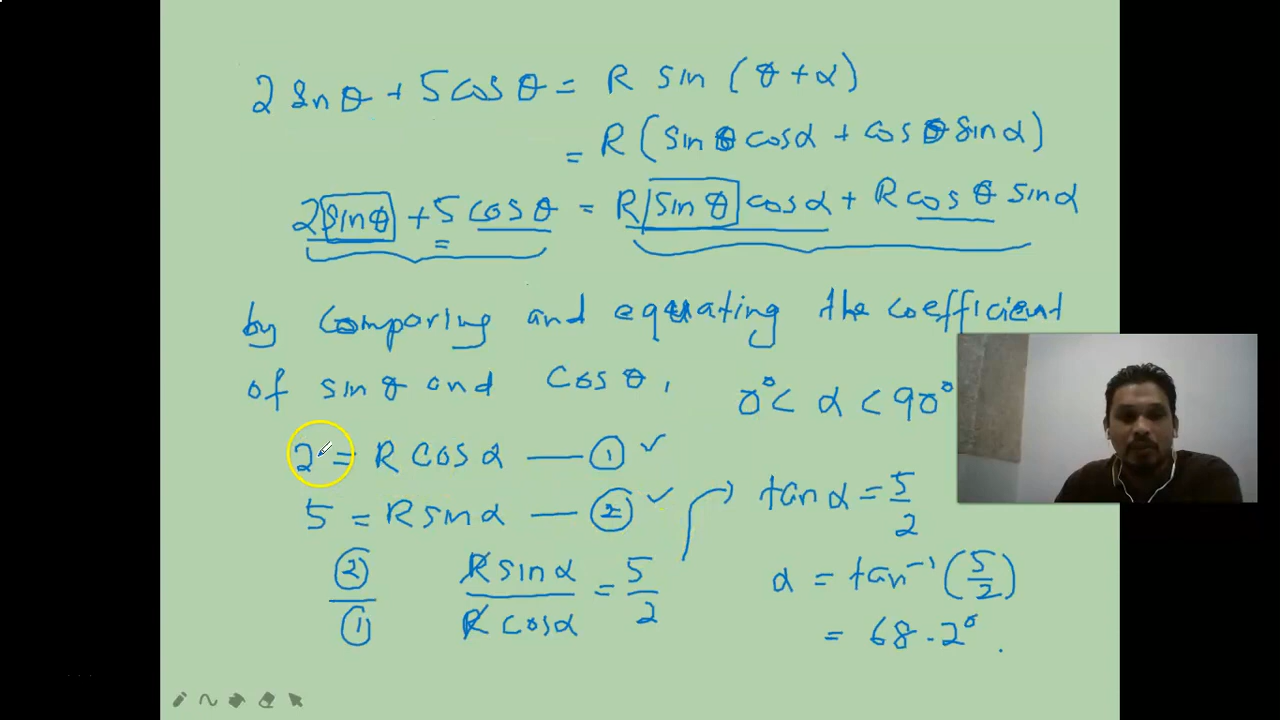 2 sinθ + 5 cos θ = R sin (θ + α)
= R (sin θ cos α + cos θ sin α)
2 sinθ + 5 cos θ = R sin θ cos α + R cos θ sin α
by comparing and equating the coefficient
of sin θ and cos θ,
0° < α < 90°
2 = R cos α — ① ✓
5 = R sin α — ② ✓
②/① R sin α / R cos α = 5/2
tan α = 5/2
α = tan⁻¹ (5/2)
= 68.2°.